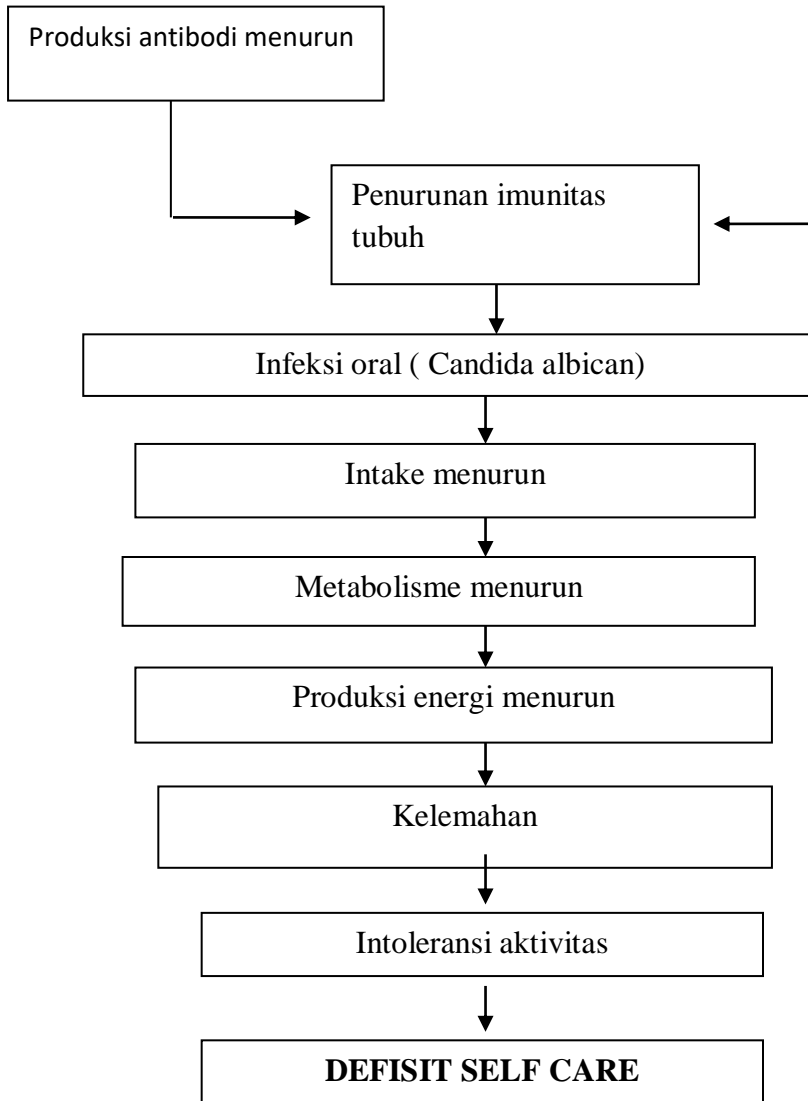 Produksi antibodi menurun
Penurunan imunitas
tubuh
Infeksi oral ( Candida albican)
Intake menurun
Metabolisme menurun
Produksi energi menurun
Kelemahan
Intoleransi aktivitas
DEFISIT SELF CARE